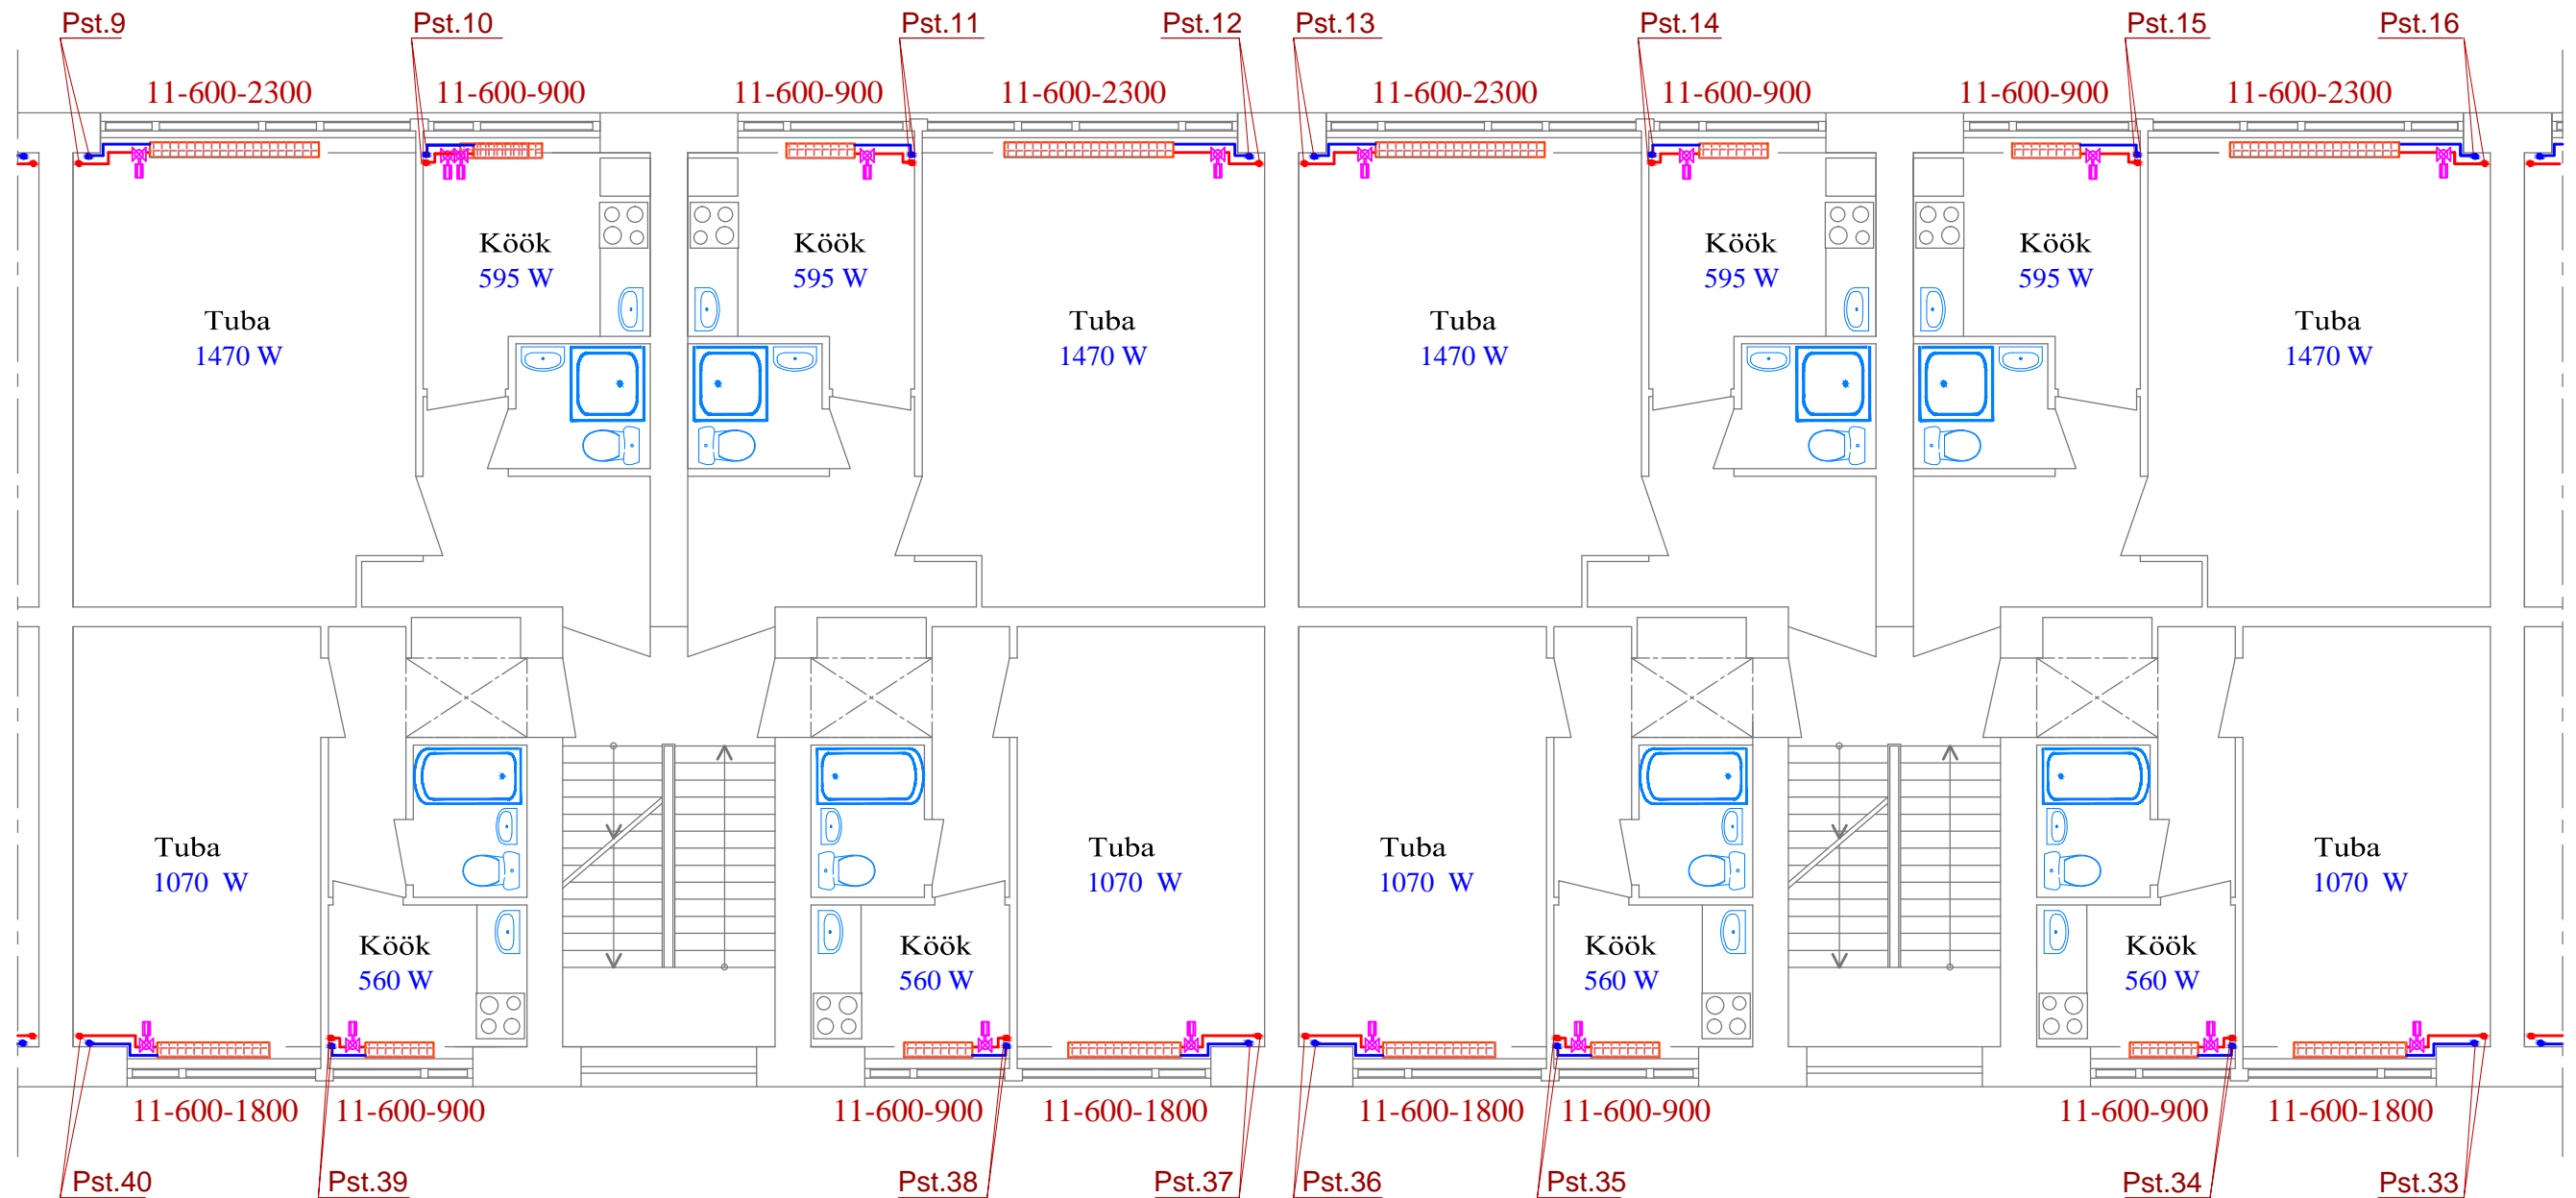 Pst.9 Pst.10 Pst.11 Pst.12 Pst.13 Pst.14 Pst.15 Pst.16
11-600-2300 11-600-900 11-600-900 11-600-2300 11-600-2300 11-600-900 11-600-900 11-600-2300
Köök Köök Köök Köök
595 W 595 W 595 W 595 W
Tuba Tuba Tuba Tuba
1470 W 1470 W 1470 W 1470 W
Tuba Tuba Tuba Tuba
1070 W 1070 W 1070 W 1070 W
Köök Köök Köök Köök
560 W 560 W 560 W 560 W
11-600-1800 11-600-900 11-600-900 11-600-1800 11-600-1800 11-600-900 11-600-900 11-600-1800
Pst.40 Pst.39 Pst.38 Pst.37 Pst.36 Pst.35 Pst.34 Pst.33